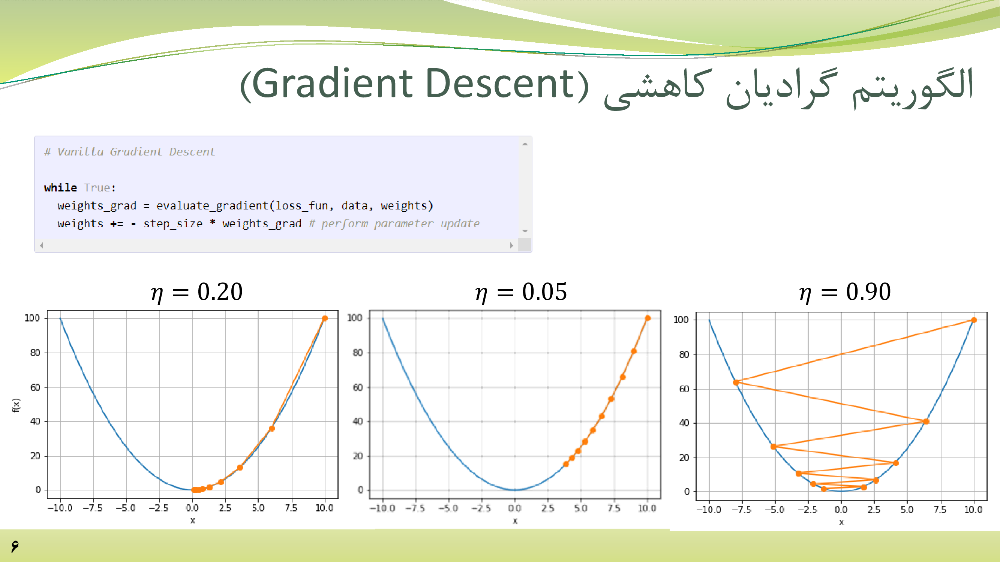 الگوریتم گرادیان کاهشی (Gradient Descent)
# Vanilla Gradient Descent
while True:
weights_grad = evaluate_gradient(loss_fun, data, weights)
weights += - step_size * weights_grad # perform parameter update
η = 0.20
100
80
60
40
20
0
f(x)
−10.0 −7.5 −5.0 −2.5 0.0 2.5 5.0 7.5 10.0
x
η = 0.05
100
80
60
40
20
0
−10.0 −7.5 −5.0 −2.5 0.0 2.5 5.0 7.5 10.0
x
η = 0.90
100
80
60
40
20
0
−10.0 −7.5 −5.0 −2.5 0.0 2.5 5.0 7.5 10.0
x
۶